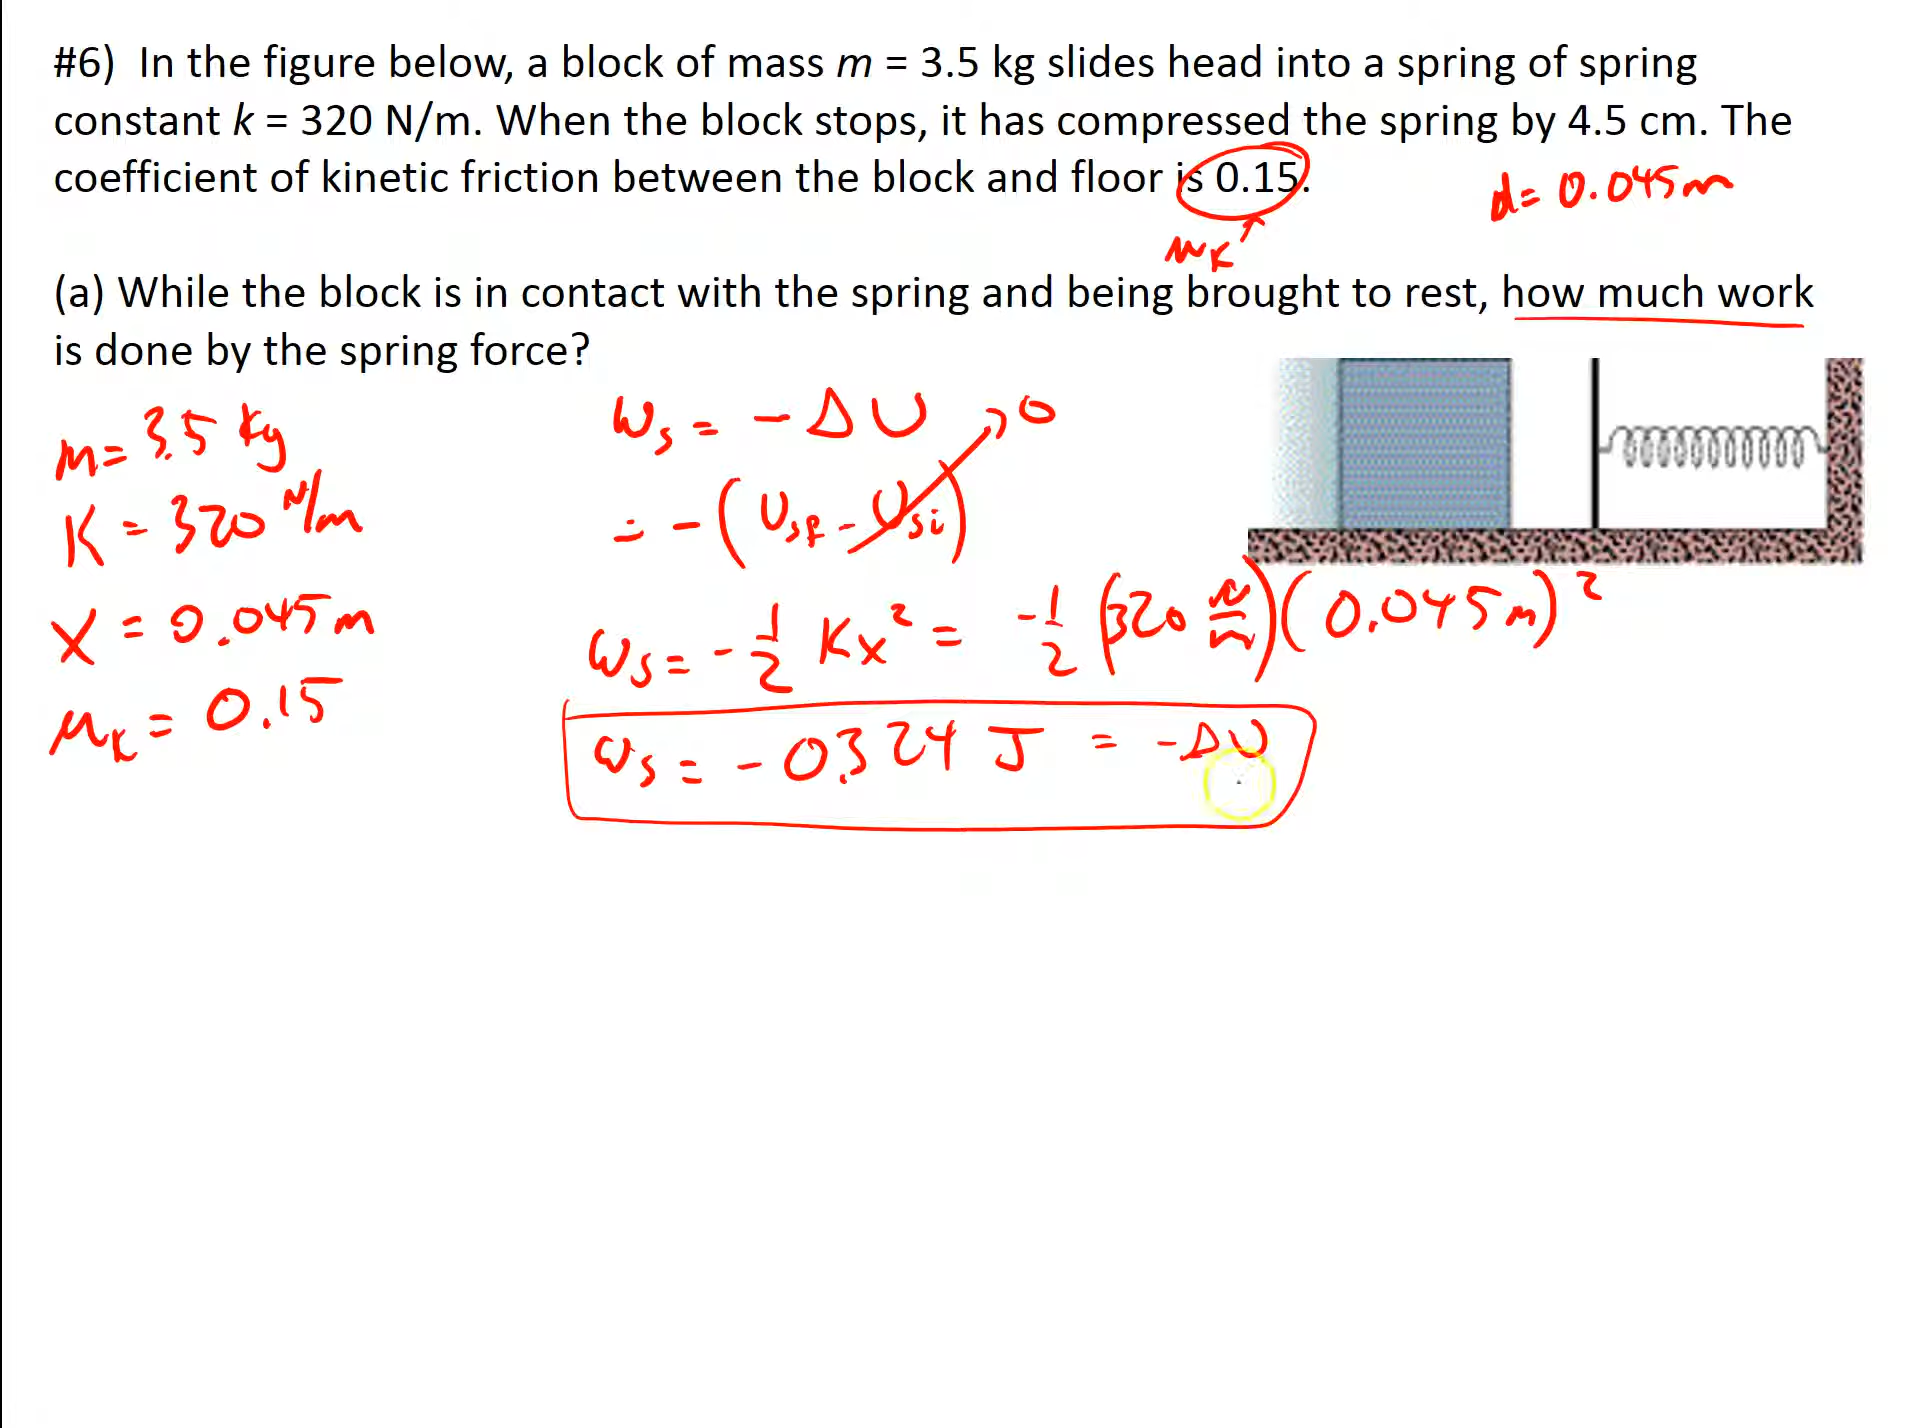 #6) In the figure below, a block of mass m = 3.5 kg slides head into a spring of spring
constant k = 320 N/m. When the block stops, it has compressed the spring by 4.5 cm. The
coefficient of kinetic friction between the block and floor is 0.15.
d = 0.045 m
μK
(a) While the block is in contact with the spring and being brought to rest, how much work
is done by the spring force?
m = 3.5 kg
K = 320 N/m
X = 0.045 m
μK = 0.15
Ws = - ΔU
= - (Usf - Usi) → 0
Ws = - 1/2 Kx² = - 1/2 (320 N/m)(0.045 m)²
Ws = - 0.324 J = - ΔU